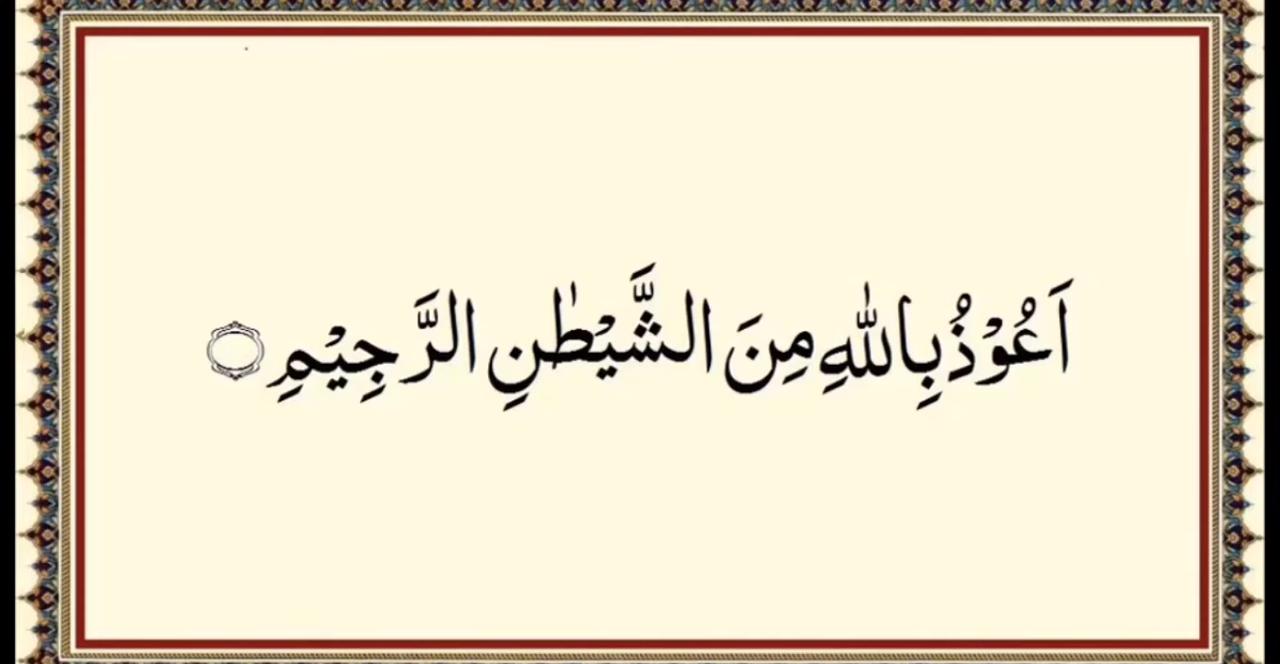 اَعُوْذُ بِاللّٰهِ مِنَ الشَّيْطٰنِ الرَّجِيْمِ ۝